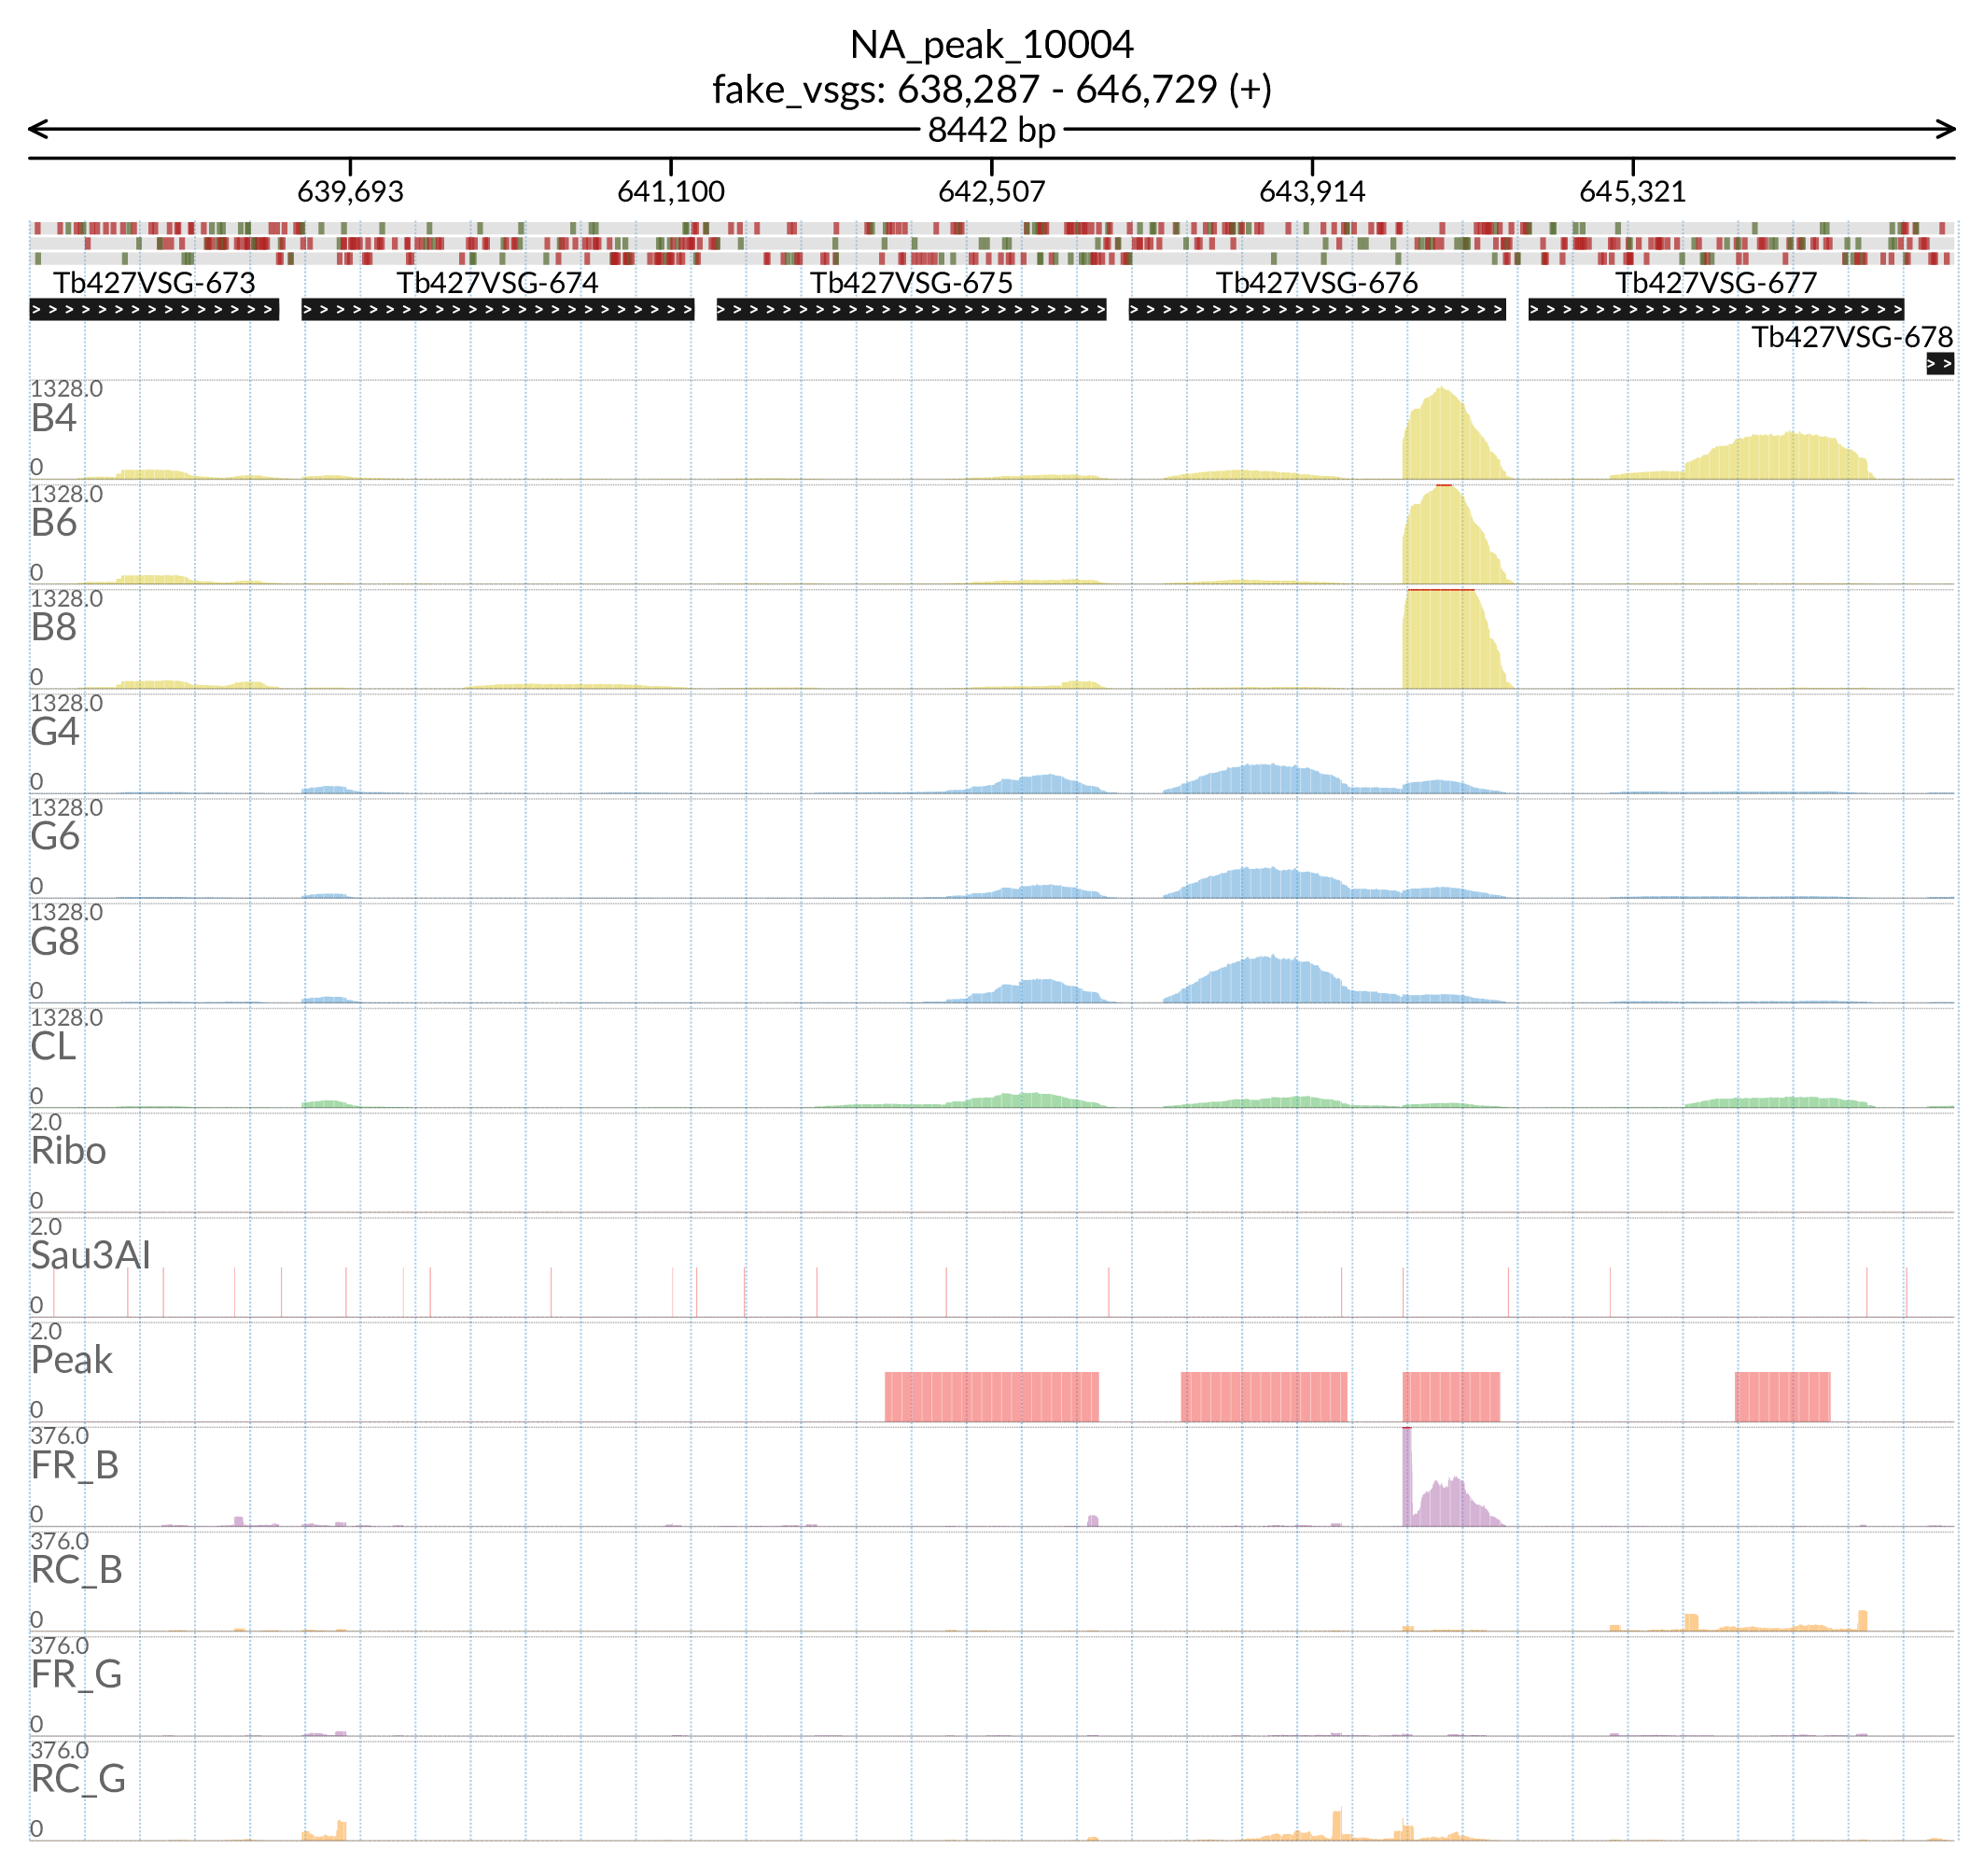 NA_peak_10004
fake_vsgs: 638,287 - 646,729 (+)
8442 bp
639,693 641,100 642,507 643,914 645,321
Tb427VSG-673 Tb427VSG-674 Tb427VSG-675 Tb427VSG-676 Tb427VSG-677
Tb427VSG-678
1328.0
B4
0
1328.0
B6
0
1328.0
B8
0
1328.0
G4
0
1328.0
G6
0
1328.0
G8
0
1328.0
CL
0
2.0
Ribo
0
2.0
Sau3AI
0
2.0
Peak
0
376.0
FR_B
0
376.0
RC_B
0
376.0
FR_G
0
376.0
RC_G
0